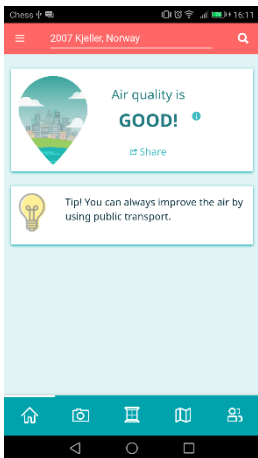 Chess 16:11
2007 Kjeller, Norway
Air quality is
GOOD!
Share
Tip! You can always improve the air by
using public transport.